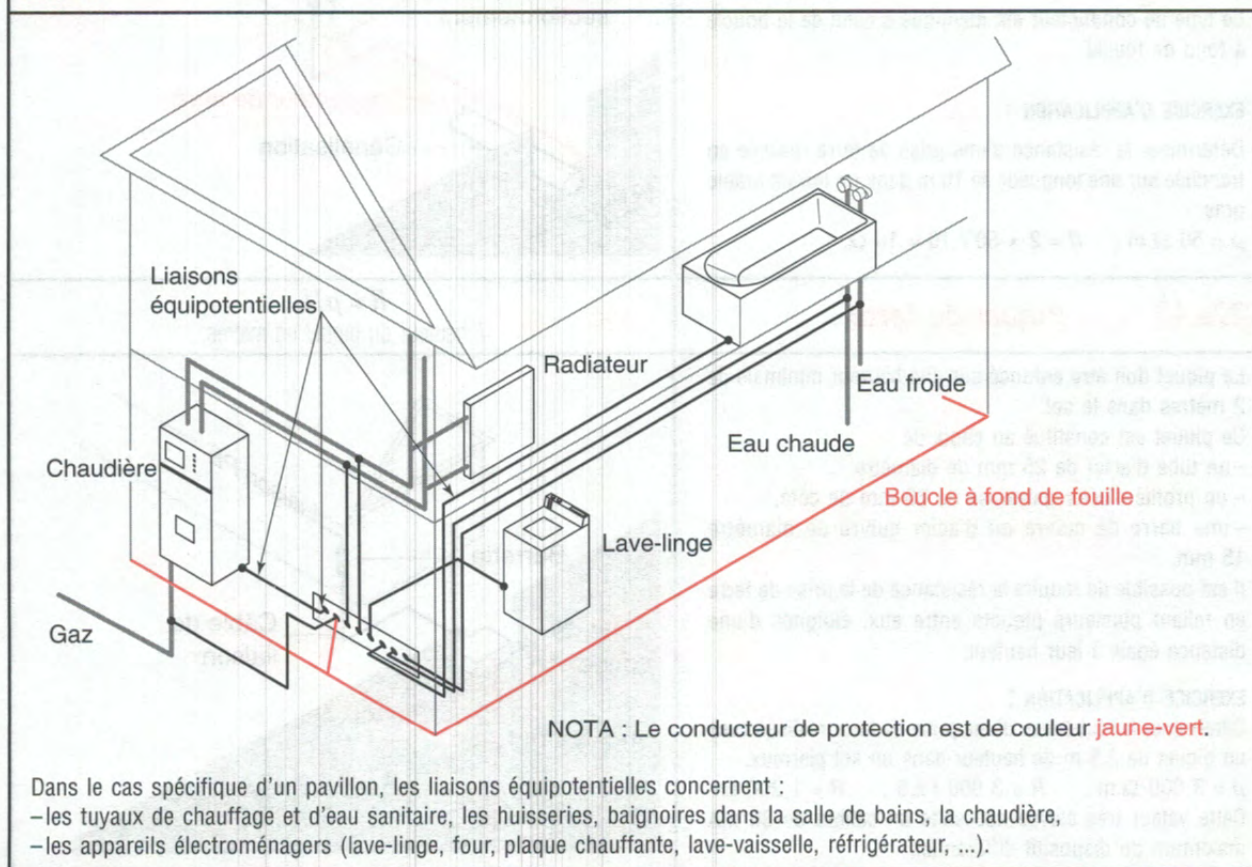 Liaisons
équipotentielles
Radiateur
Eau froide
Chaudière
Eau chaude
Boucle à fond de fouille
Lave-linge
Gaz
NOTA : Le conducteur de protection est de couleur jaune-vert.
Dans le cas spécifique d'un pavillon, les liaisons équipotentielles concernent :
–les tuyaux de chauffage et d'eau sanitaire, les huisseries, baignoires dans la salle de bains, la chaudière,
–les appareils électroménagers (lave-linge, four, plaque chauffante, lave-vaisselle, réfrigérateur, ...).